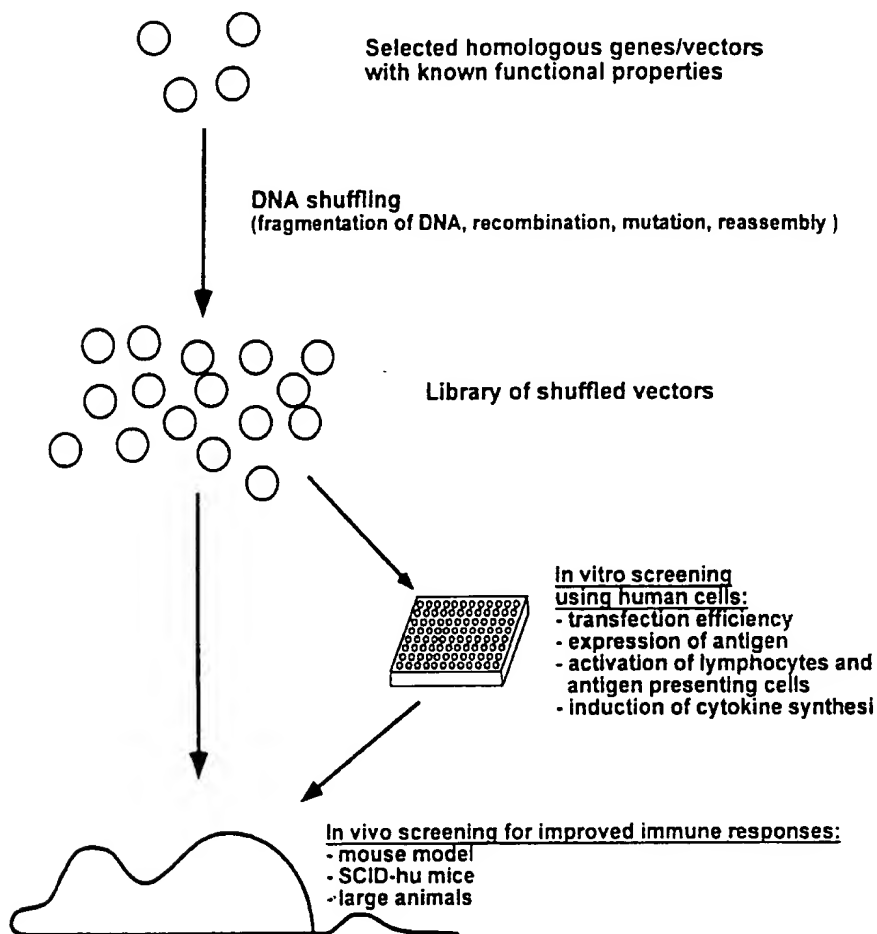 Selected homologous genes/vectors
with known functional properties
DNA shuffling
(fragmentation of DNA, recombination, mutation, reassembly )
Library of shuffled vectors
In vitro screening
using human cells:
- transfection efficiency
- expression of antigen
- activation of lymphocytes and
antigen presenting cells
- induction of cytokine synthesi
In vivo screening for improved immune responses:
- mouse model
- SCID-hu mice
- large animals